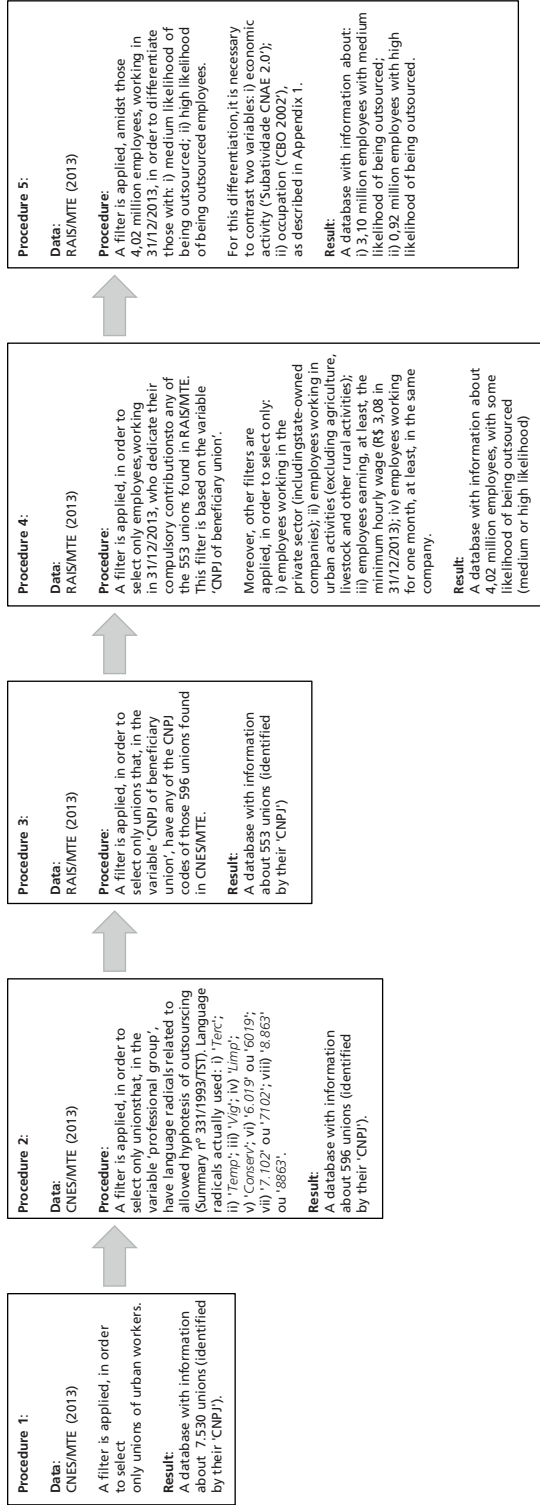 Procedure 1:
Data:
CNES/MTE (2013)
A filter is applied, in order
to select
only unions of urban workers.
Result:
A database with information
about 7.530 unions (identified
by their 'CNPJ').
Procedure 2:
Data:
CNES/MTE (2013)
Procedure:
A filter is applied, in order to
select only unionsthat, in the
variable 'professional group',
have language radicals related to
allowed hyphotesis of outsourscing
(Summary nº 331/1993/TST). Language
radicals actually used: i) 'Terc';
ii) 'Temp'; iii) 'Vig'; iv) 'Limp';
v) 'Conserv'; vi) '6.019' ou '6019';
vii) '7.102' ou '7102'; viii) '8.863'
ou '8863'.
Result:
A database with information
about 596 unions (identified
by their 'CNPJ').
Procedure 3:
Data:
RAIS/MTE (2013)
Procedure:
A filter is applied, in order to
select only unions that, in the
variable 'CNPJ of beneficiary
union', have any of the CNPJ
codes of those 596 unions found
in CNES/MTE.
Result:
A database with information
about 553 unions (identified
by their 'CNPJ')
Procedure 4:
Data:
RAIS/MTE (2013)
Procedure:
A filter is applied, in order to
select only employees,working
in 31/12/2013, who dedicate their
compulsory contributionsto any of
the 553 unions found in RAIS/MTE.
This filter is based on the variable
'CNPJ of beneficiary union'.
Moreover, other filters are
applied, in order to select only:
i) employees working in the
private sector (includingstate-owned
companies); ii) employees working in
urban activities (excluding agriculture,
livestock and other rural activities);
iii) employees earning, at least, the
minimum hourly wage (R$ 3,08 in
31/12/2013); iv) employees working
for one month, at least, in the same
company.
Result:
A database with information about
4,02 million employees, with some
likelihood of being outsourced
(medium or high likelihood)
Procedure 5:
Data:
RAIS/MTE (2013)
Procedure:
A filter is applied, amidst those
4,02 million employees, working in
31/12/2013, in order to differentiate
those with: i) medium likelihood of
being outsourced; ii) high likelihood
of being outsourced employees.
For this differentiation,it is necessary
to contrast two variables: i) economic
activity ('Subatividade CNAE 2.0');
ii) occupation ('CBO 2002'),
as described in Appendix 1.
Result:
A database with information about:
i) 3,10 million employees with medium
likelihood of being outsourced;
ii) 0,92 million employees with high
likelihood of being outsourced.